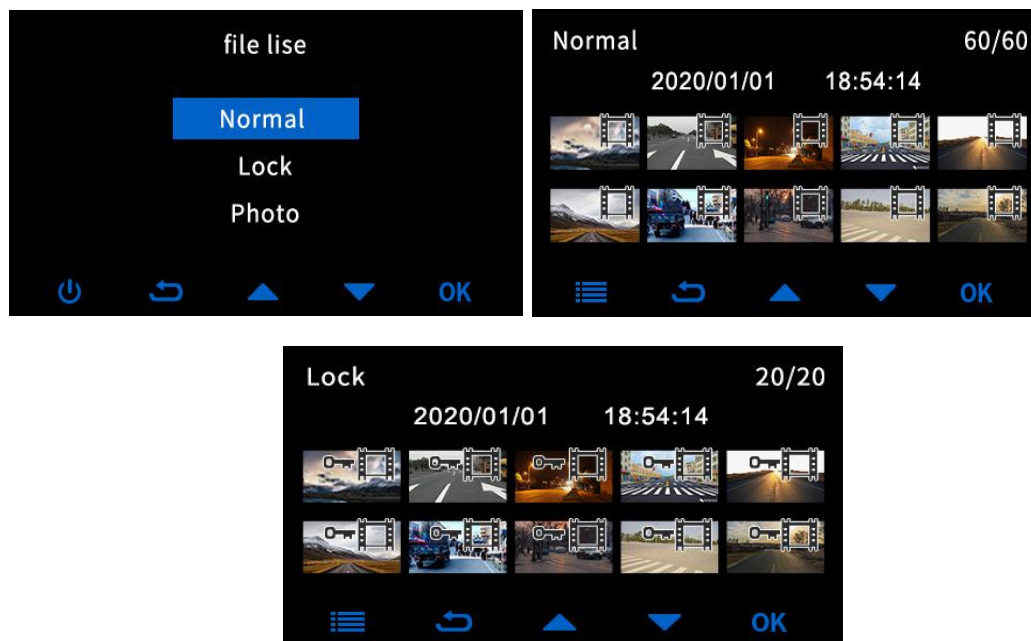 file lise
Normal
Lock
Photo
OK
Normal 60/60
2020/01/01 18:54:14
OK
Lock 20/20
2020/01/01 18:54:14
OK